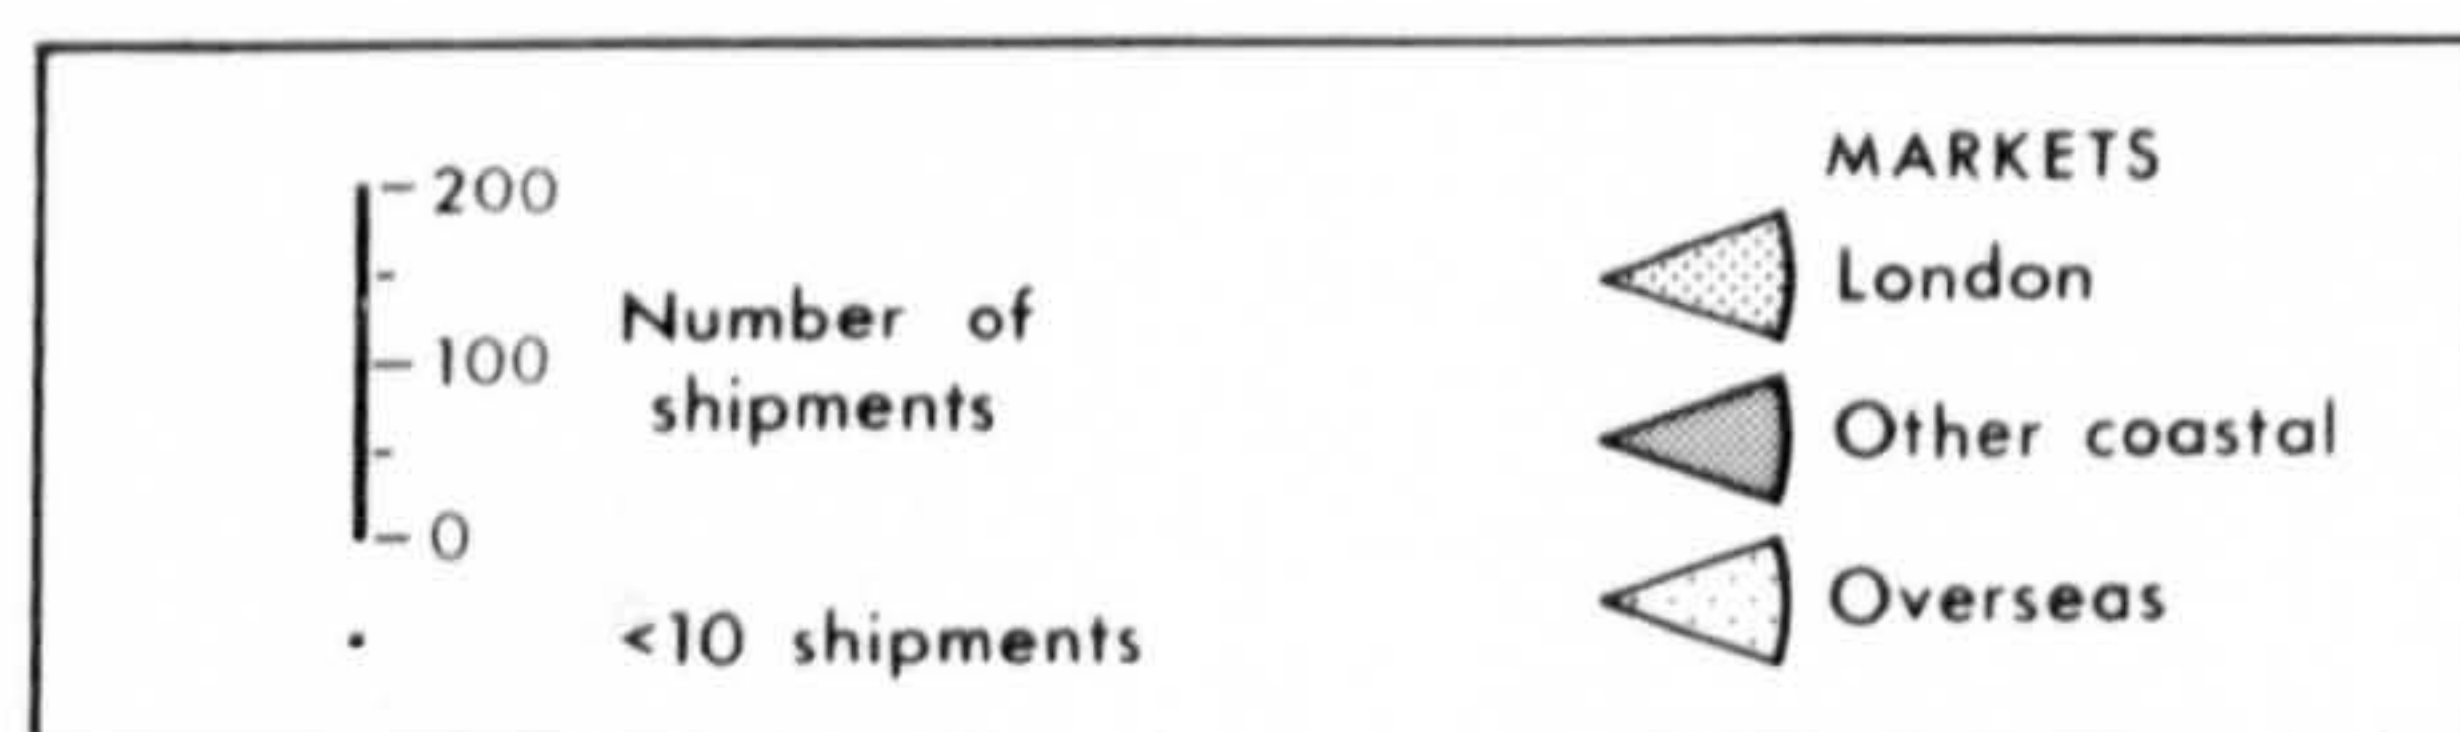 200
100
0
Number of
shipments
<10 shipments
MARKETS
London
Other coastal
Overseas